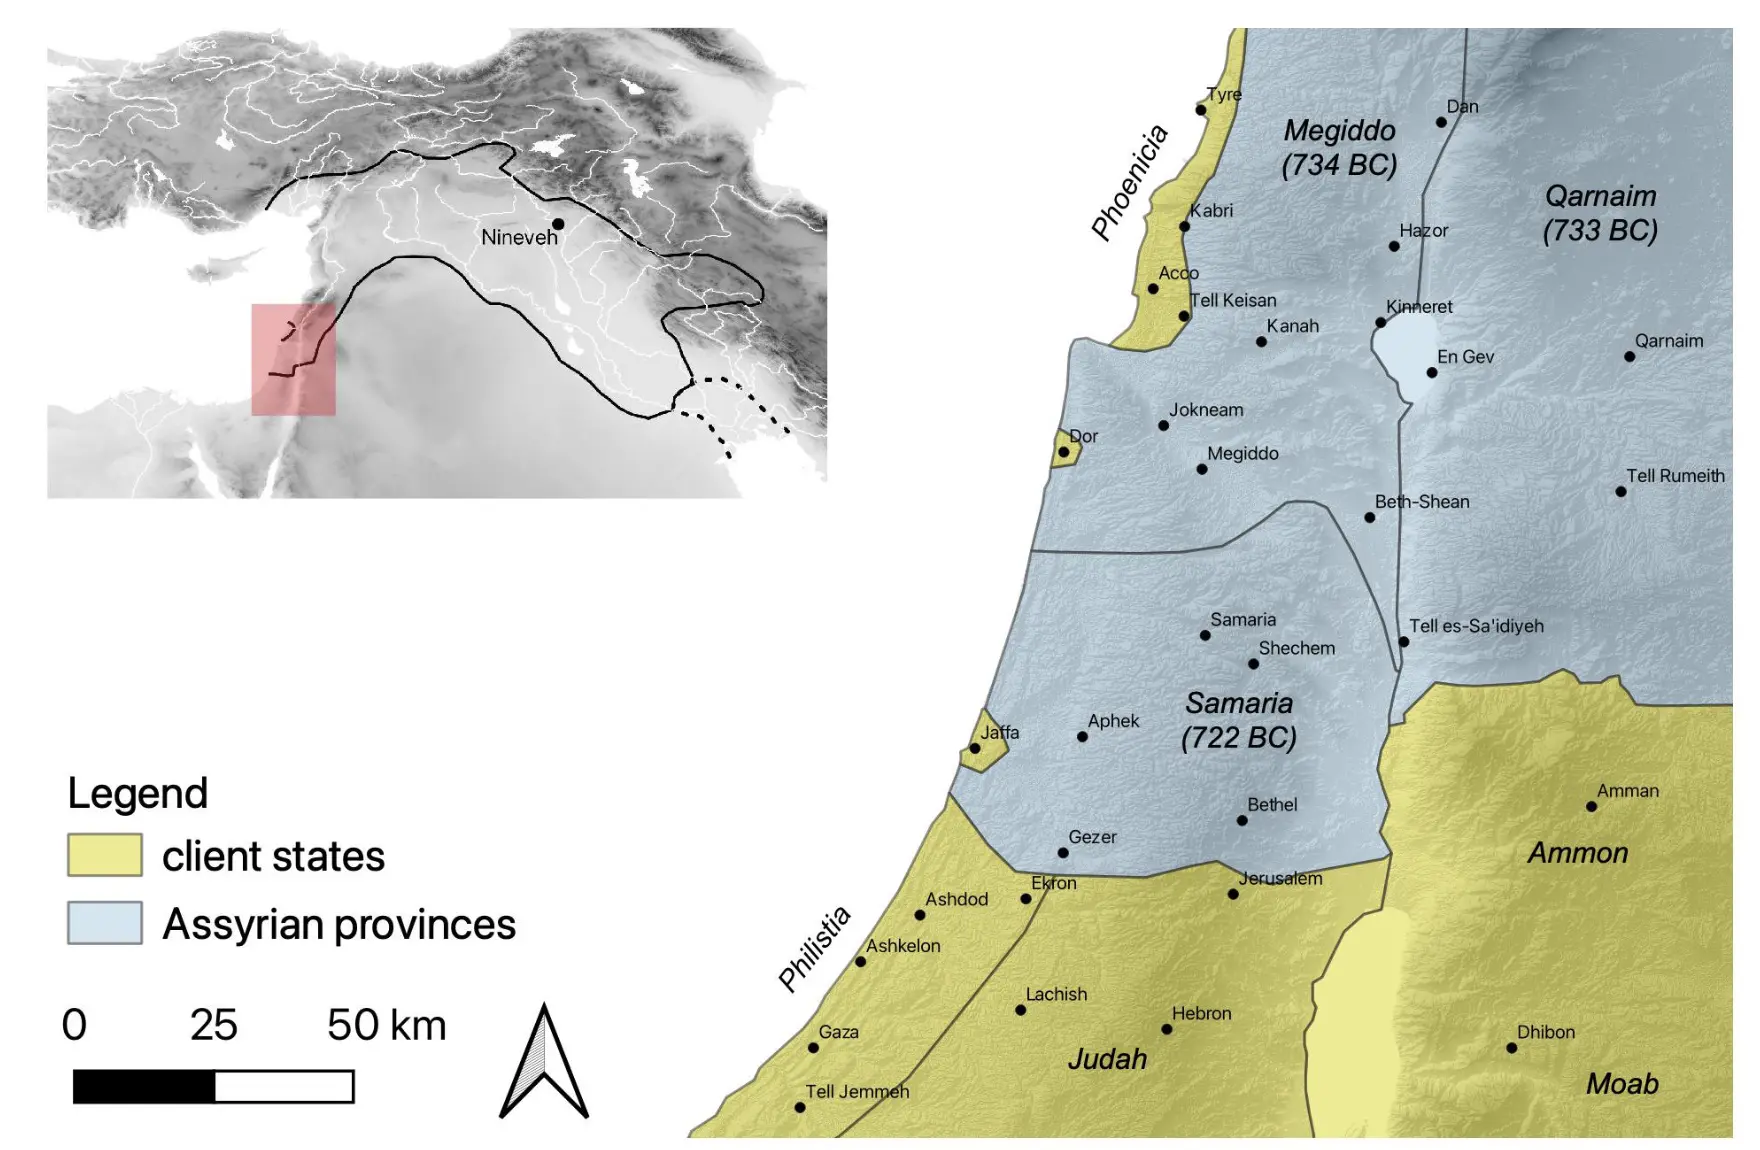 Nineveh
Legend
client states
Assyrian provinces
0 25 50 km
Tyre
Dan
Megiddo
(734 BC)
Phoenicia
Qarnaim
(733 BC)
Kabri
Hazor
Acco
Tell Keisan
Kinneret
Kanah
Qarnaim
En Gev
Jokneam
Dor
Megiddo
Tell Rumeith
Beth-Shean
Samaria
Tell es-Sa'idiyeh
Shechem
Samaria
(722 BC)
Aphek
Jaffa
Amman
Bethel
Gezer
Ammon
Ekron
Jerusalem
Ashdod
Philistia
Ashkelon
Lachish
Hebron
Gaza
Dhibon
Judah
Moab
Tell Jemmeh